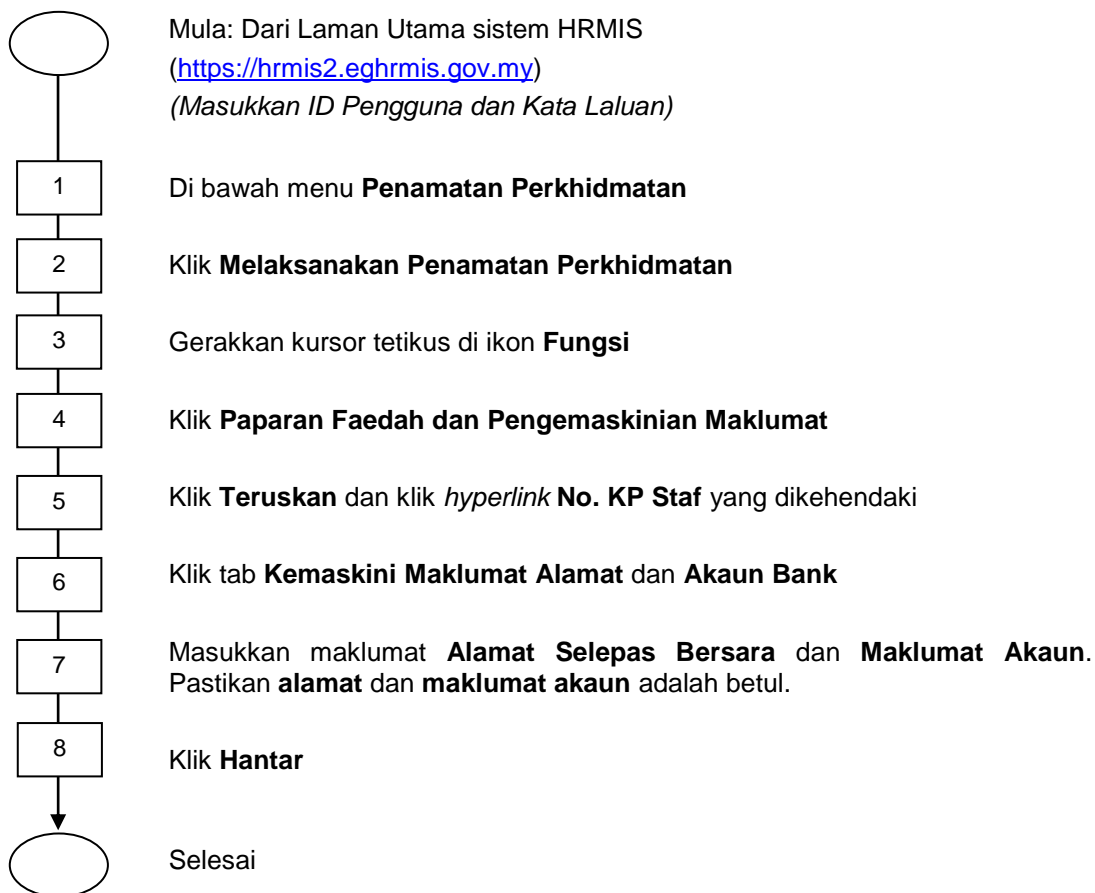 Mula: Dari Laman Utama sistem HRMIS
(https://hrmis2.eghrmis.gov.my)
(Masukkan ID Pengguna dan Kata Laluan)
1
Di bawah menu Penamatan Perkhidmatan
2
Klik Melaksanakan Penamatan Perkhidmatan
3
Gerakkan kursor tetikus di ikon Fungsi
4
Klik Paparan Faedah dan Pengemaskinian Maklumat
5
Klik Teruskan dan klik hyperlink No. KP Staf yang dikehendaki
6
Klik tab Kemaskini Maklumat Alamat dan Akaun Bank
7
Masukkan maklumat Alamat Selepas Bersara dan Maklumat Akaun.
Pastikan alamat dan maklumat akaun adalah betul.
8
Klik Hantar
Selesai